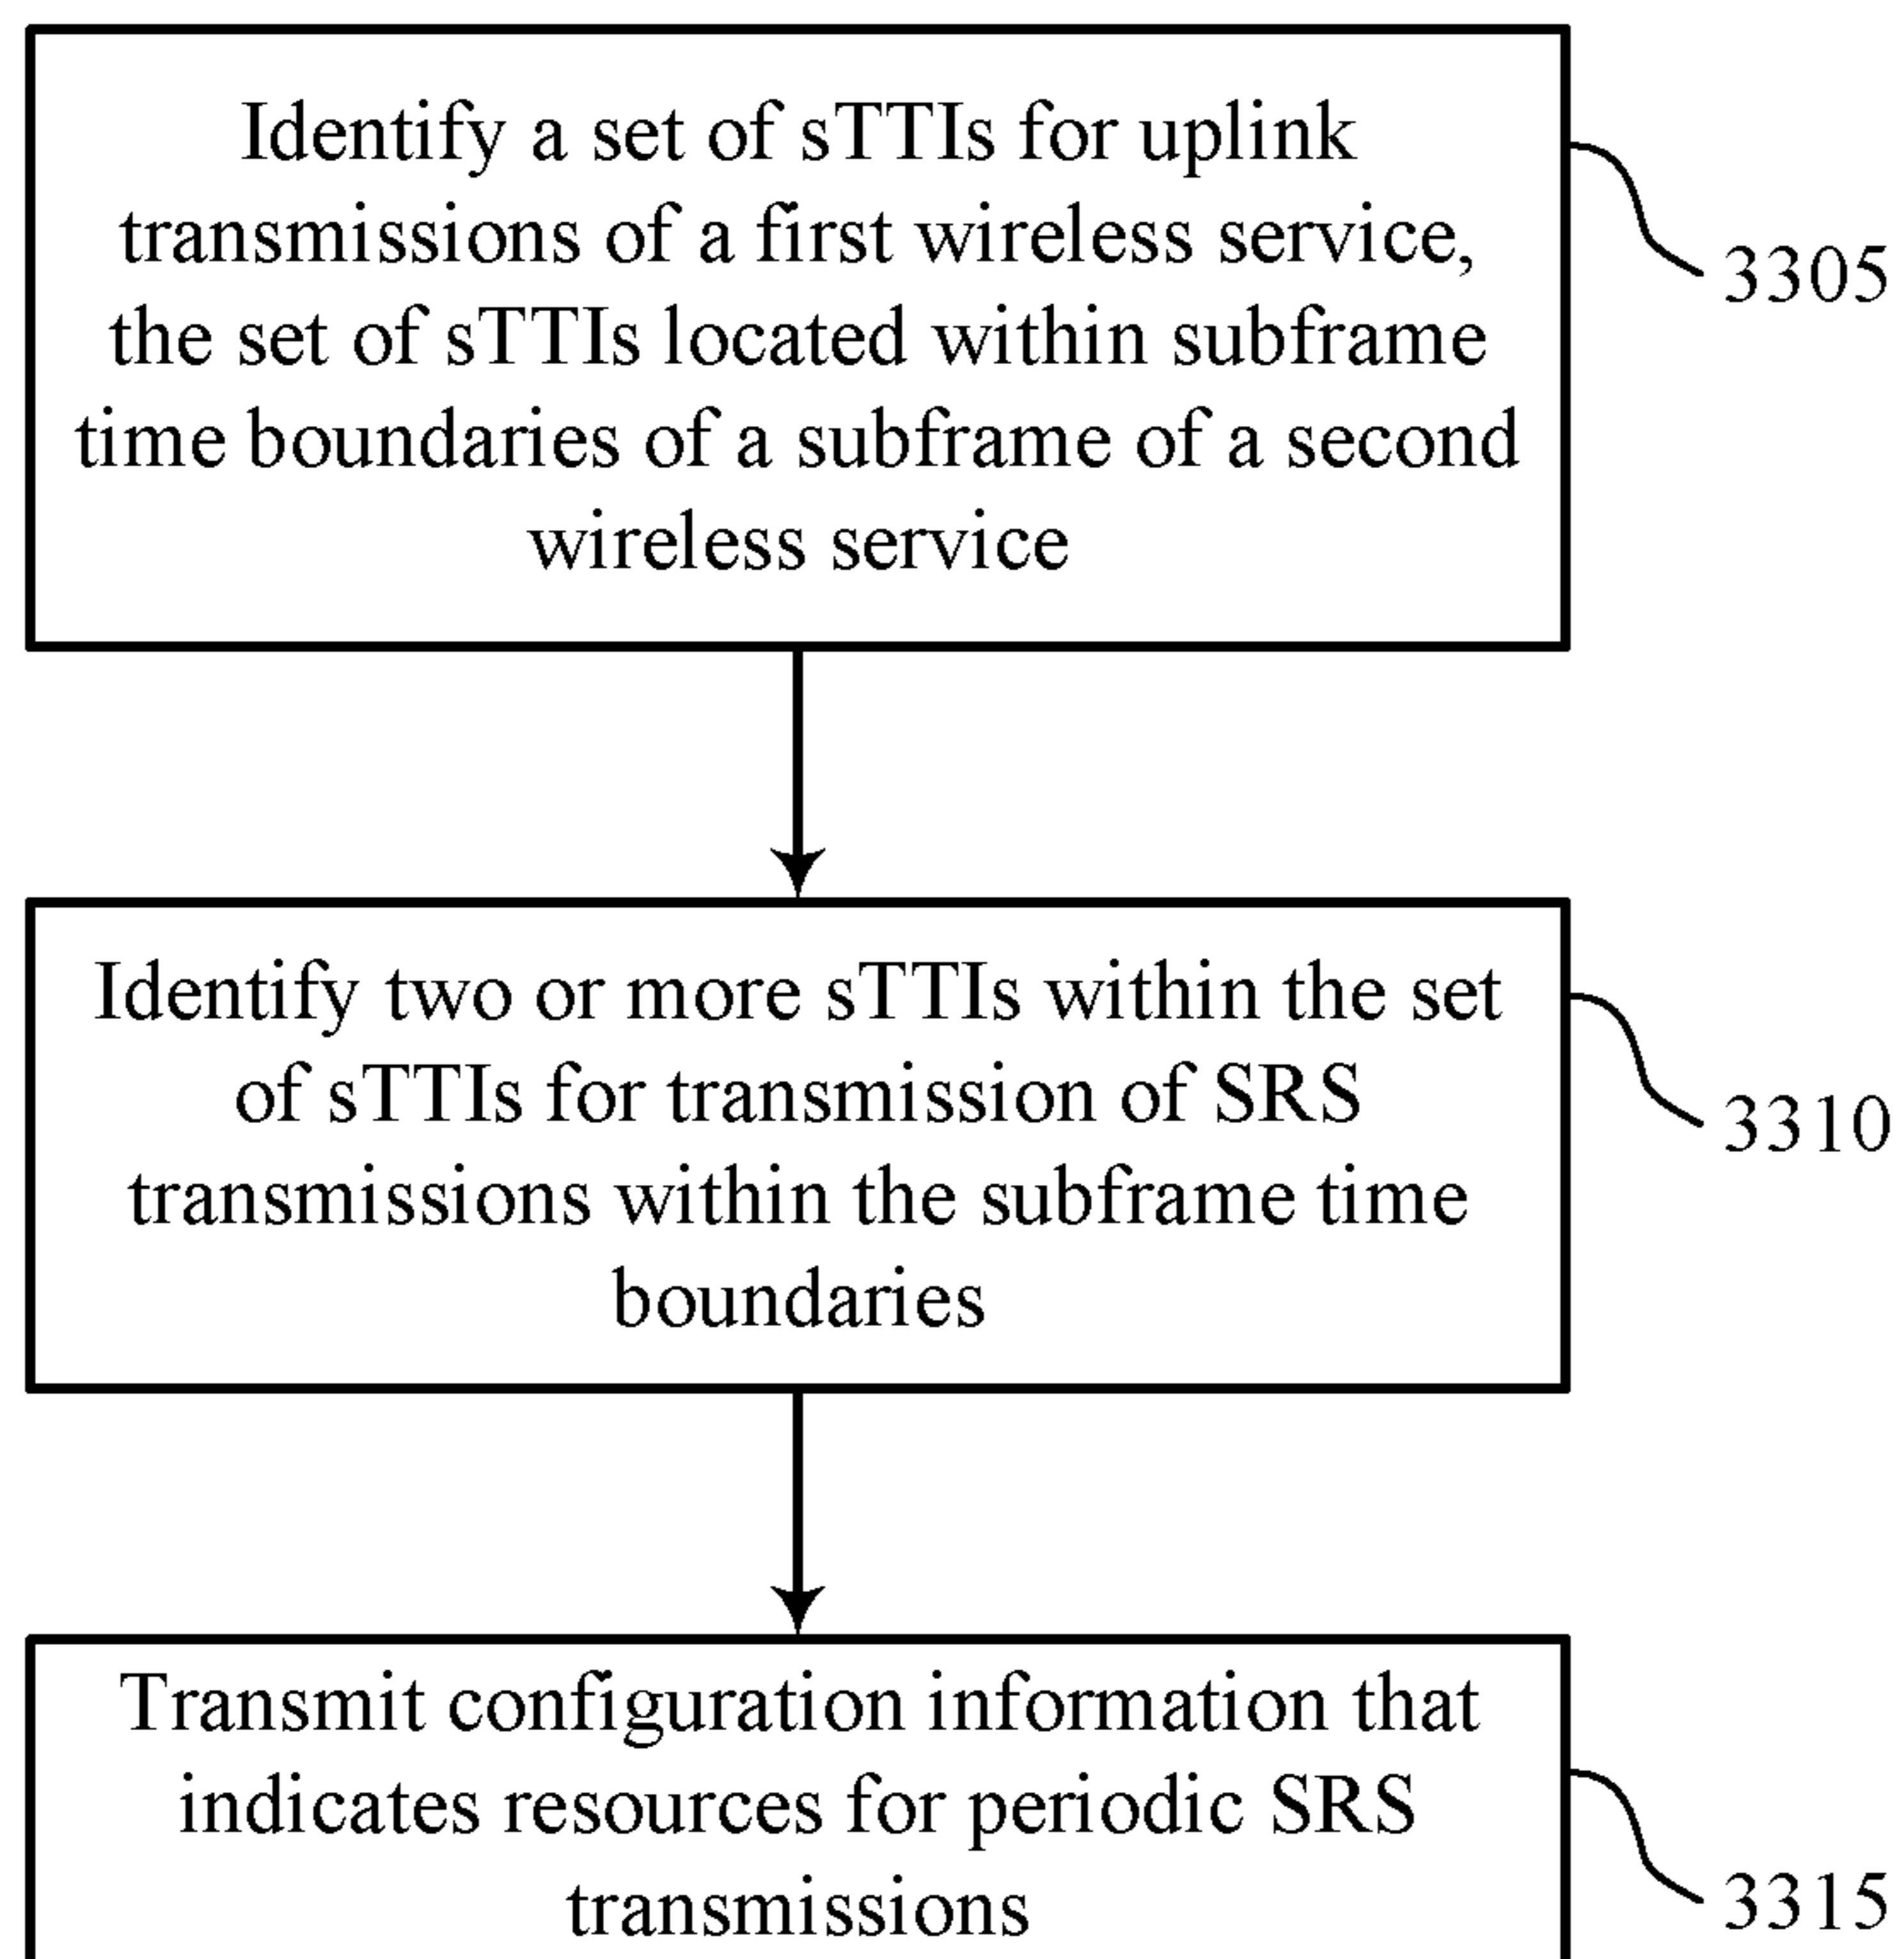 Identify a set of sTTIs for uplink
transmissions of a first wireless service,
the set of sTTIs located within subframe
time boundaries of a subframe of a second
wireless service
3305
Identify two or more sTTIs within the set
of sTTIs for transmission of SRS
transmissions within the subframe time
boundaries
3310
Transmit configuration information that
indicates resources for periodic SRS
transmissions
3315